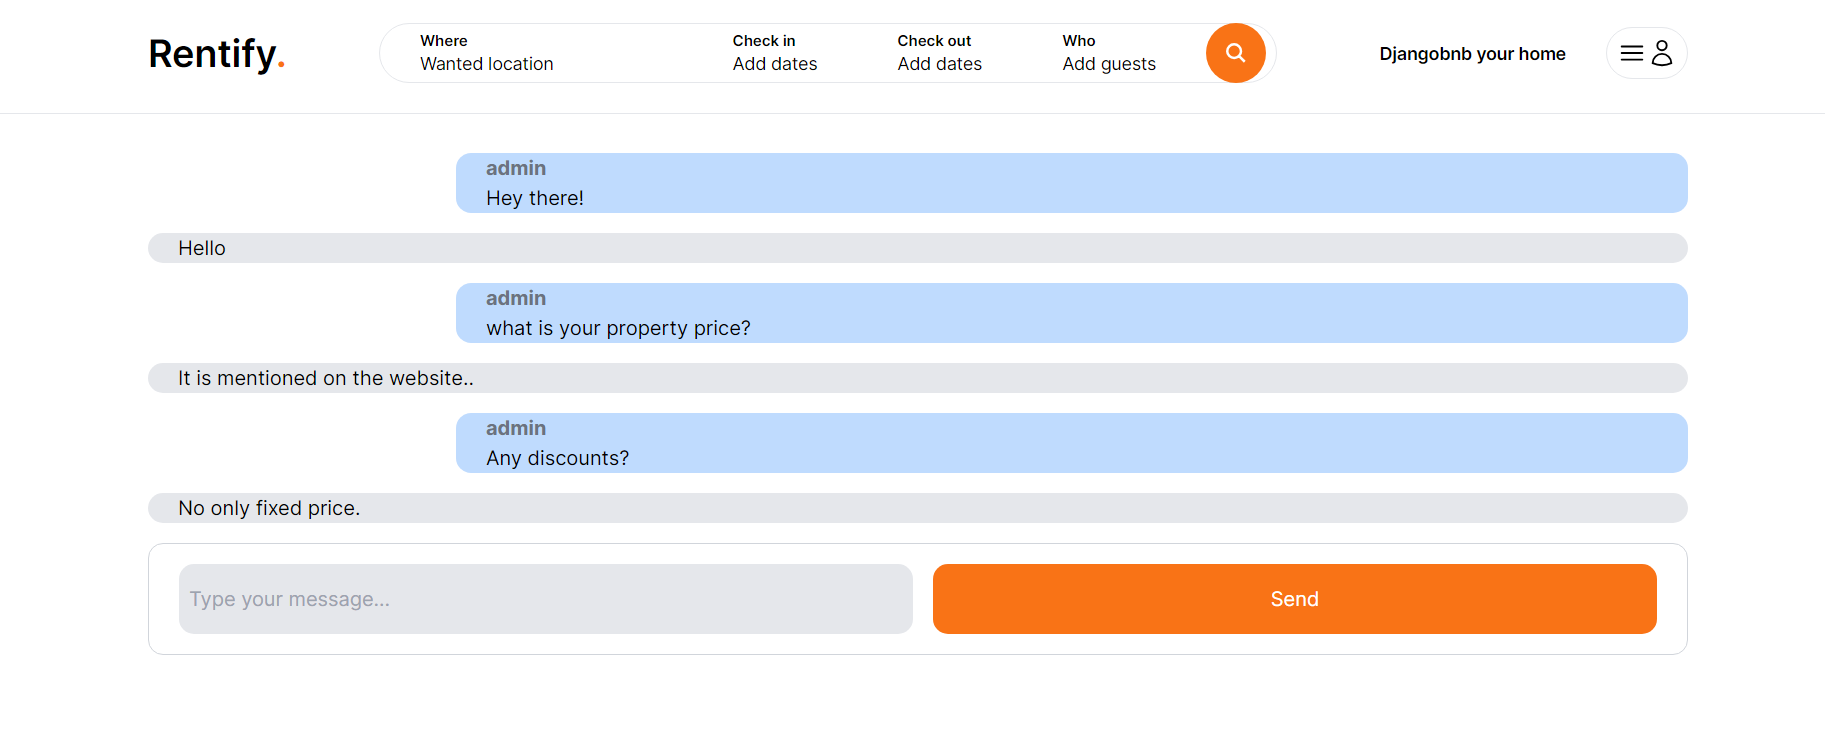 Rentify.
Where
Wanted location
Check in
Add dates
Check out
Add dates
Who
Add guests
Djangobnb your home
admin
Hey there!
Hello
admin
what is your property price?
It is mentioned on the website..
admin
Any discounts?
No only fixed price.
Type your message...
Send